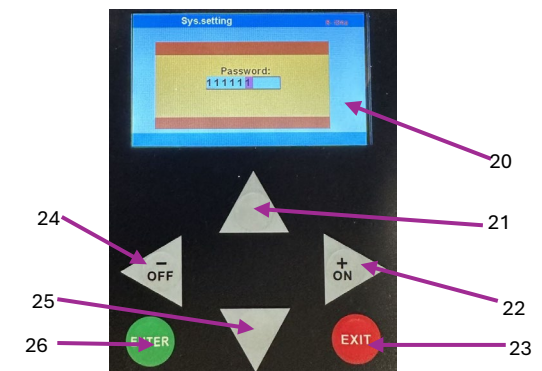 Sys.setting
Password:
111111
20
21
24
−
OFF
+
ON
22
25
26
ENTER
EXIT
23